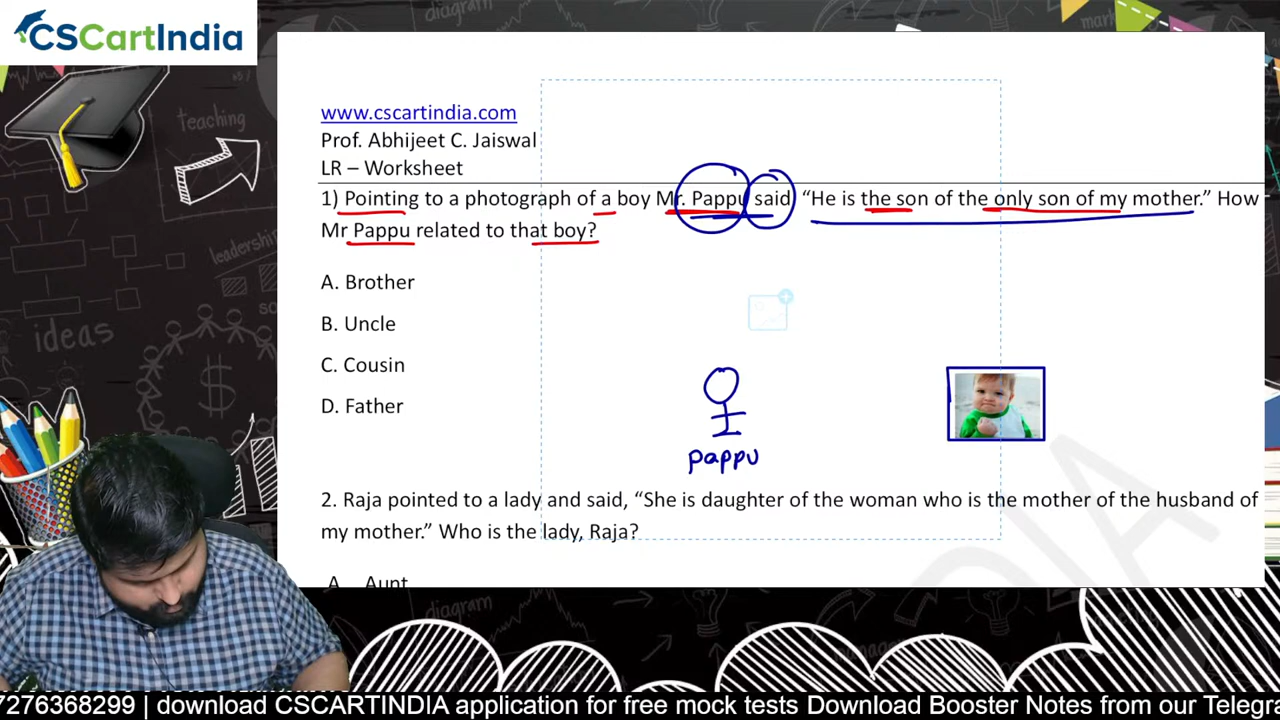 CSCartIndia
www.cscartindia.com
Prof. Abhijeet C. Jaiswal
LR – Worksheet
1) Pointing to a photograph of a boy Mr. Pappu said, “He is the son of the only son of my mother.” How
Mr Pappu related to that boy?
A. Brother
B. Uncle
C. Cousin
D. Father
pappu
2. Raja pointed to a lady and said, “She is daughter of the woman who is the mother of the husband of
my mother.” Who is the lady, Raja?
A. Aunt
teaching
leadership
ideas
diagram
diagram
7276368299 | download CSCARTINDIA application for free mock tests Download Booster Notes from our Telegra